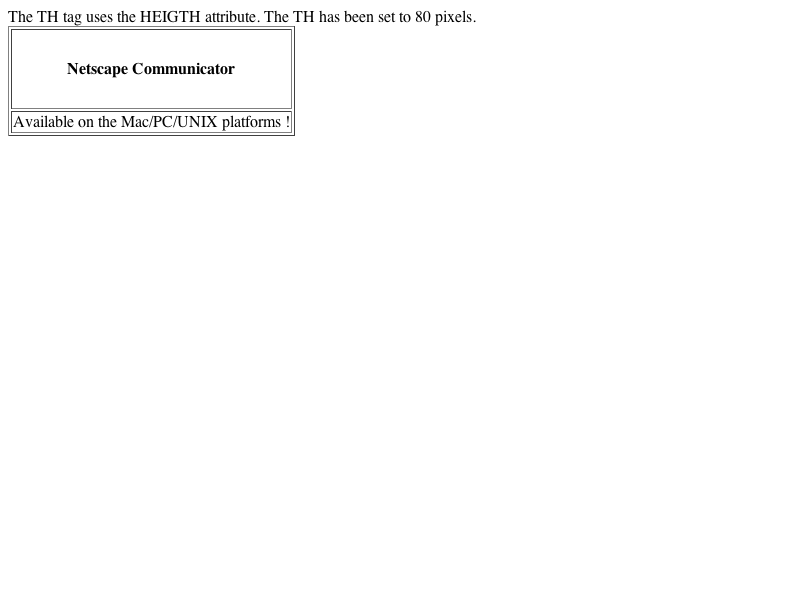 The TH tag uses the HEIGTH attribute. The TH has been set to 80 pixels.
Netscape Communicator
Available on the Mac/PC/UNIX platforms !